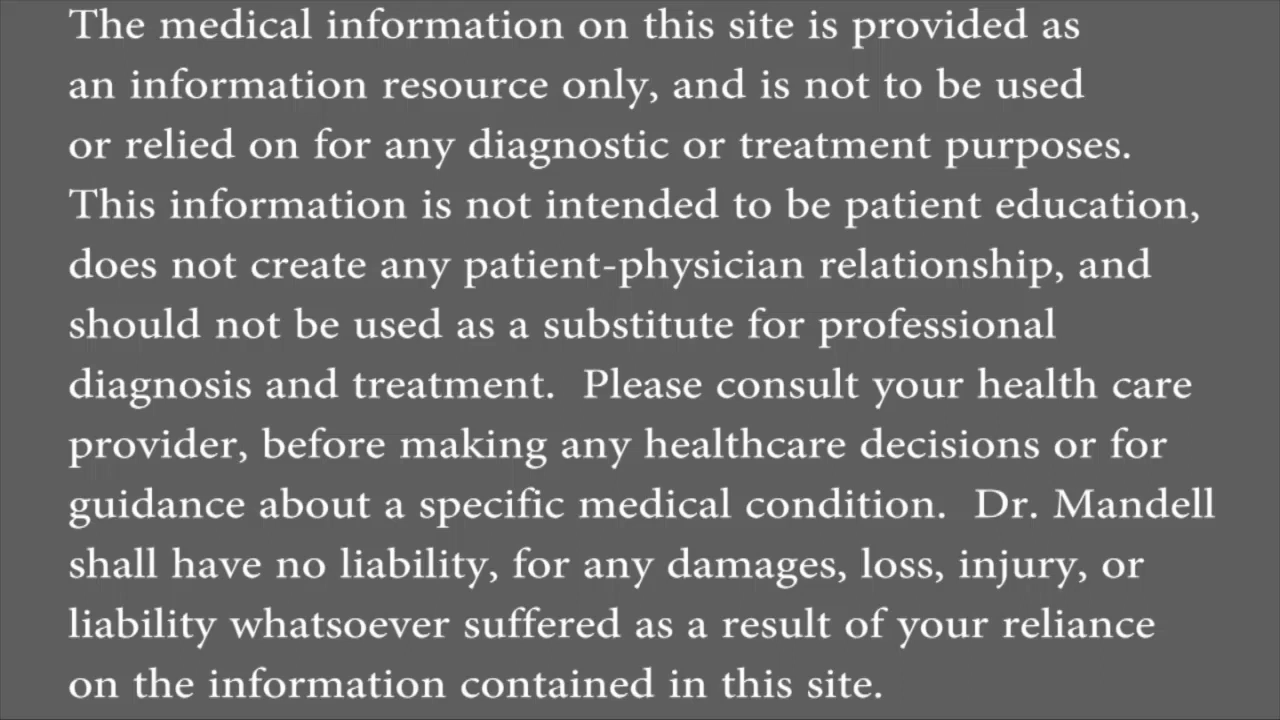 The medical information on this site is provided as
an information resource only, and is not to be used
or relied on for any diagnostic or treatment purposes.
This information is not intended to be patient education,
does not create any patient-physician relationship, and
should not be used as a substitute for professional
diagnosis and treatment.  Please consult your health care
provider, before making any healthcare decisions or for
guidance about a specific medical condition.  Dr. Mandell
shall have no liability, for any damages, loss, injury, or
liability whatsoever suffered as a result of your reliance
on the information contained in this site.